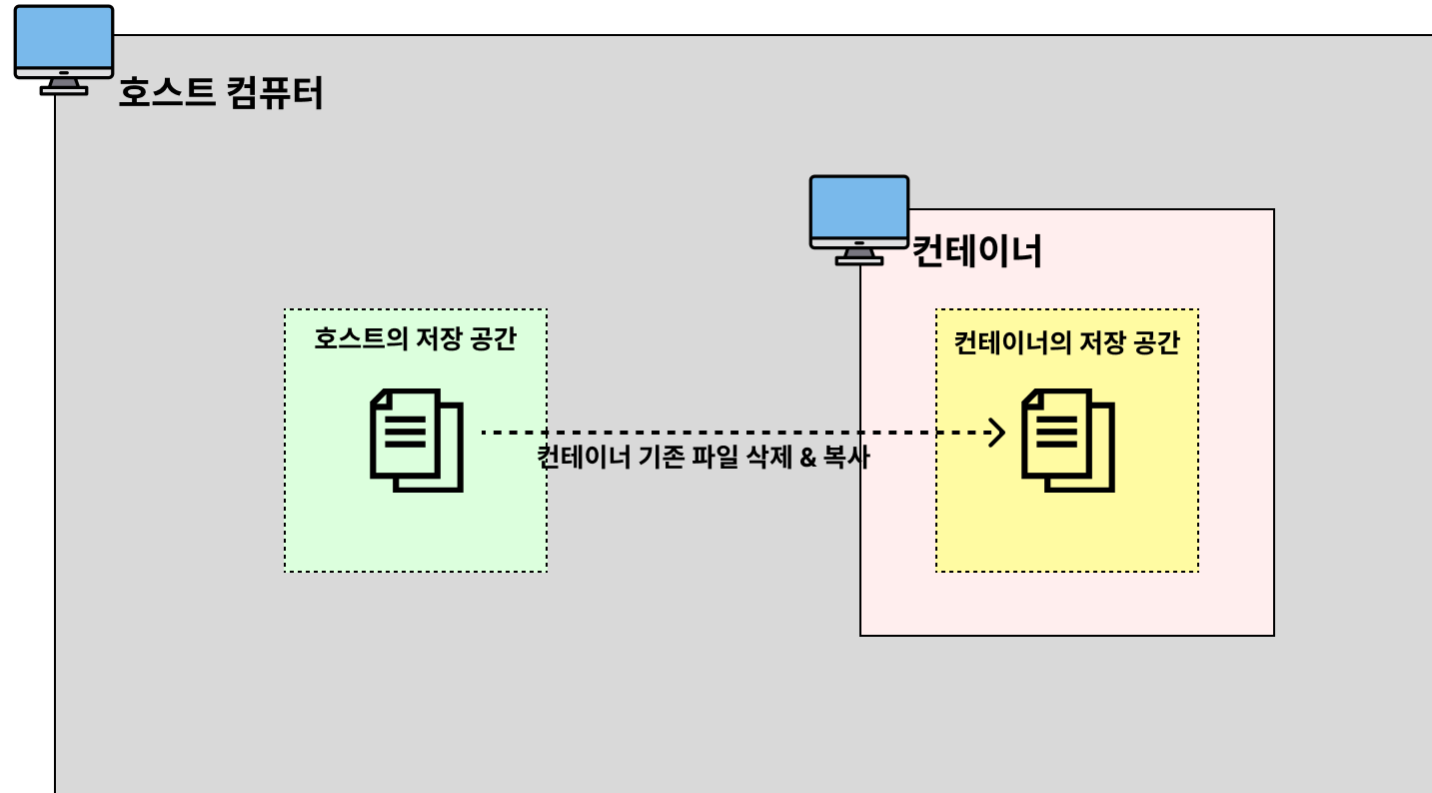 호스트 컴퓨터
컨테이너
호스트의 저장 공간
컨테이너의 저장 공간
컨테이너 기존 파일 삭제 & 복사